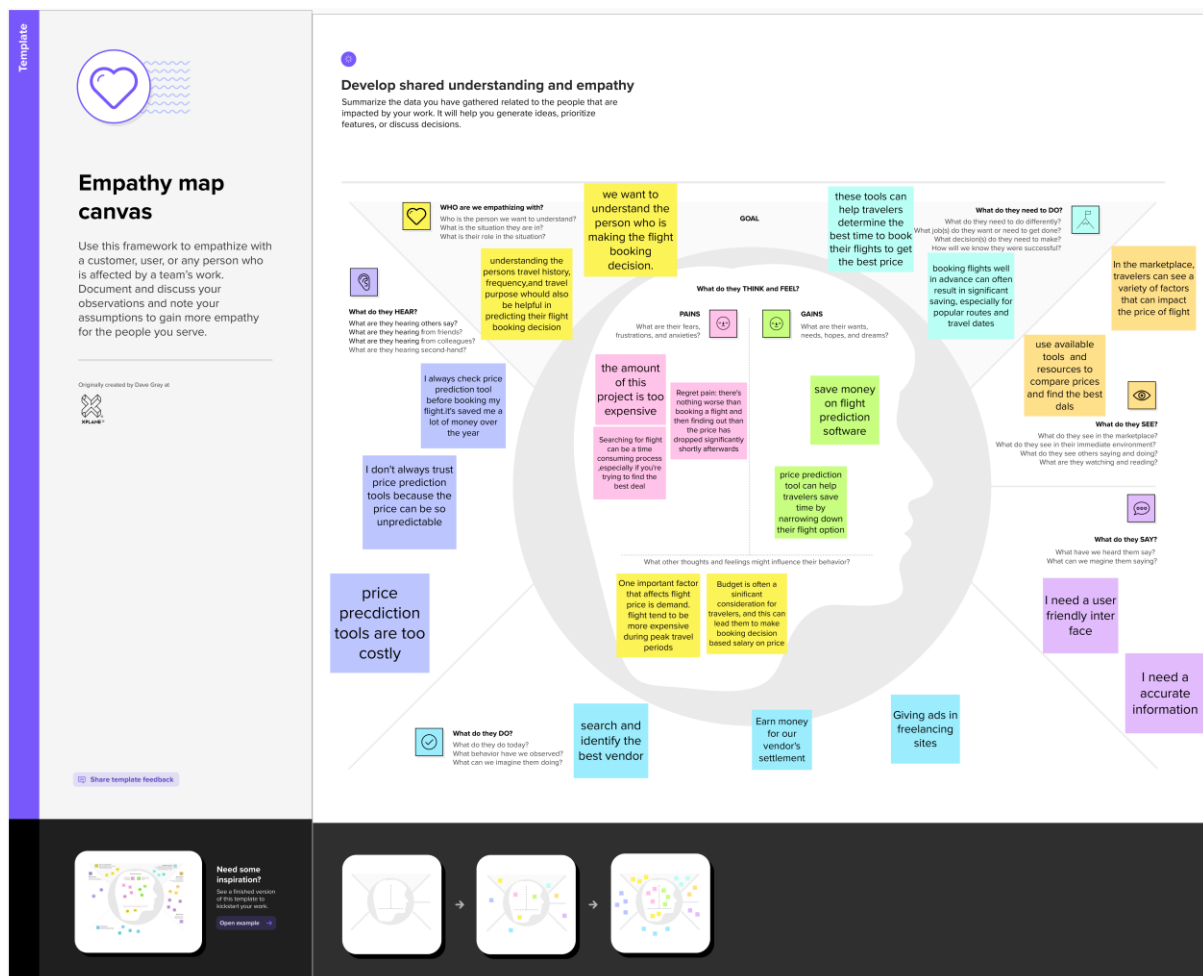 Template
Empathy map
canvas
Use this framework to empathize with
a customer, user, or any person who
is affected by a team's work.
Document and discuss your
observations and note your
assumptions to gain more empathy
for the people you serve.
Originally created by Dave Gray at
XPLANE
Share template feedback
Develop shared understanding and empathy
Summarize the data you have gathered related to the people that are
impacted by your work. It will help you generate ideas, prioritize
features, or discuss decisions.
WHO are we empathizing with?
Who is the person we want to understand?
What is the situation they are in?
What is their role in the situation?
we want to
understand the
person who is
making the flight
booking
decision.
understanding the
persons travel history,
frequency,and travel
purpose whould also
be helpful in
predicting their flight
booking decision
GOAL
these tools can
help travelers
determine the
best time to book
their flights to get
the best price
What do they need to DO?
What do they need to do differently?
What job(s) do they want or need to get done?
What decision(s) do they need to make?
How will we know they were successful?
booking flights well
in advance can often
result in significant
saving, especially for
popular routes and
travel dates
In the marketplace,
travelers can see a
variety of factors
that can impact
the price of flight
use available
tools and
resources to
compare prices
and find the best
dals
What do they SEE?
What do they see in the marketplace?
What do they see in their immediate environment?
What do they see others saying and doing?
What are they watching and reading?
What do they HEAR?
What are they hearing others say?
What are they hearing from friends?
What are they hearing from colleagues?
What are they hearing second-hand?
I always check price
prediction tool
before booking my
flight.it's saved me a
lot of money over
the year
I don't always trust
price prediction
tools because the
price can be so
unpredictable
price
precdiction
tools are too
costly
What do they THINK and FEEL?
PAINS
What are their fears,
frustrations, and anxieties?
GAINS
What are their wants,
needs, hopes, and dreams?
the amount
of this
project is too
expensive
Regret pain: there's
nothing worse than
booking a flight and
then finding out than
the price has
dropped significantly
shortly afterwards
Searching for flight
can be a time
consuming process
,especially if you're
trying to find the
best deal
save money
on flight
prediction
software
price prediction
tool can help
travelers save
time by
narrowing down
their flight option
What other thoughts and feelings might influence their behavior?
One important factor
that affects flight
price is demand.
flight tend to be
more expensive
during peak travel
periods
Budget is often a
sinificant
consideration for
travelers, and this can
lead them to make
booking decision
based salary on price
What do they SAY?
What have we heard them say?
What can we magine them saying?
I need a user
friendly inter
face
I need a
accurate
information
What do they DO?
What do they do today?
What behavior have we observed?
What can we imagine them doing?
search and
identify the
best vendor
Earn money
for our
vendor's
settlement
Giving ads in
freelancing
sites
Need some
inspiration?
See a finished version
of this template to
kickstart your work.
Open example